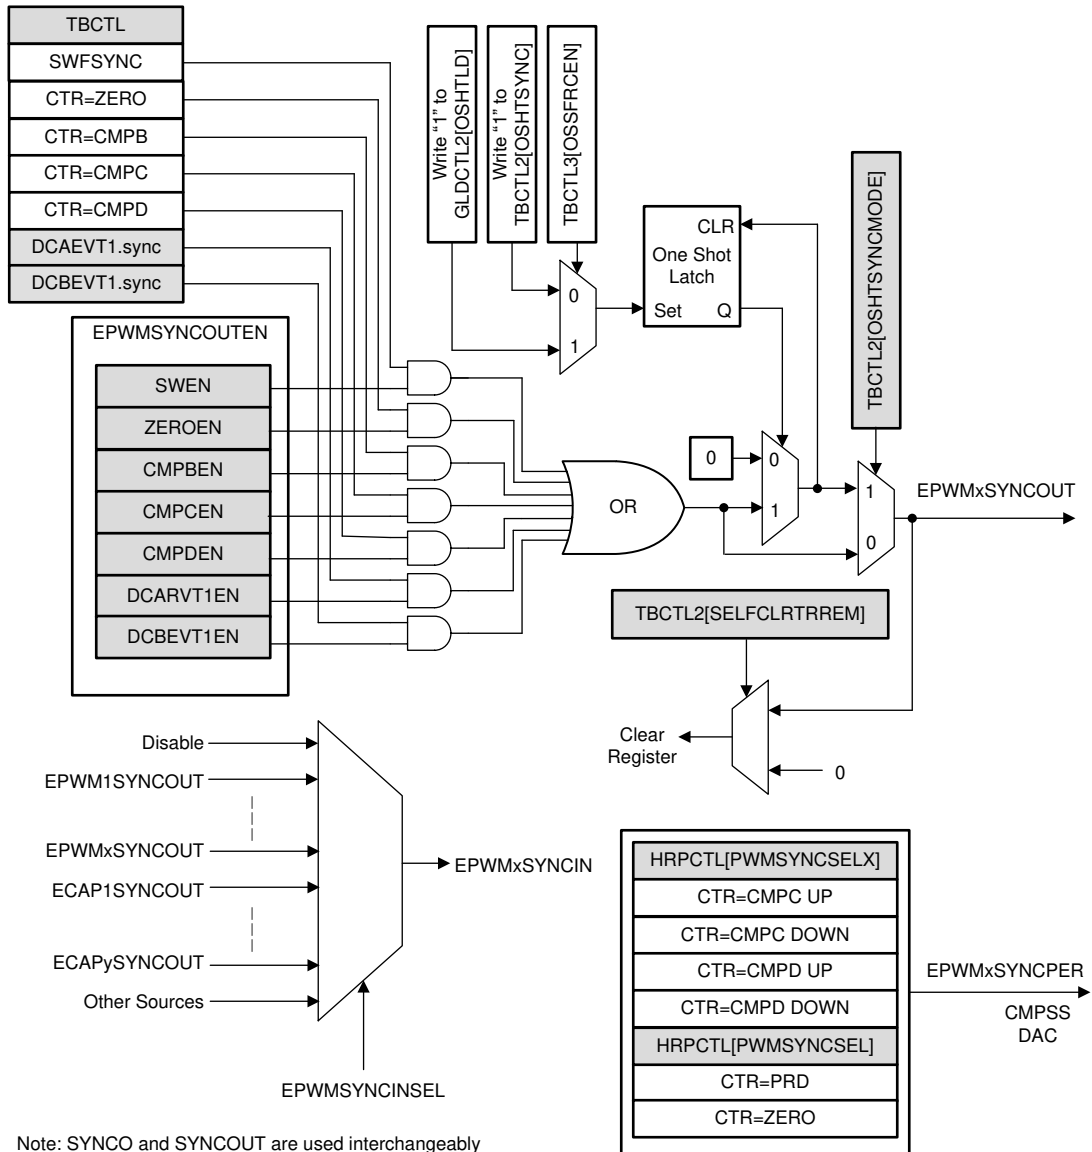 TBCTL
SWFSYNC
CTR=ZERO
CTR=CMPB
CTR=CMPC
CTR=CMPD
DCAEVT1.sync
DCBEVT1.sync
EPWMSYNCOUTEN
SWEN
ZEROEN
CMPBEN
CMPCEN
CMPDEN
DCARVT1EN
DCBEVT1EN
Write “1” to
GLDCTL2[OSHTLD]
Write “1” to
TBCTL2[OSHTSYNC]
TBCTL3[OSSFRCEN]
0
1
CLR
One Shot
Latch
Set Q
TBCTL2[OSHTSYNCMODE]
OR
0
0
1
1
0
EPWMxSYNCOUT
TBCTL2[SELFCLRTRREM]
Clear
Register
0
Disable
EPWM1SYNCOUT
EPWMxSYNCOUT
ECAP1SYNCOUT
ECAPySYNCOUT
Other Sources
EPWMxSYNCIN
EPWMSYNCINSEL
HRPCTL[PWMSYNCSELX]
CTR=CMPC UP
CTR=CMPC DOWN
CTR=CMPD UP
CTR=CMPD DOWN
HRPCTL[PWMSYNCSEL]
CTR=PRD
CTR=ZERO
EPWMxSYNCPER
CMPSS
DAC
Note: SYNCO and SYNCOUT are used interchangeably